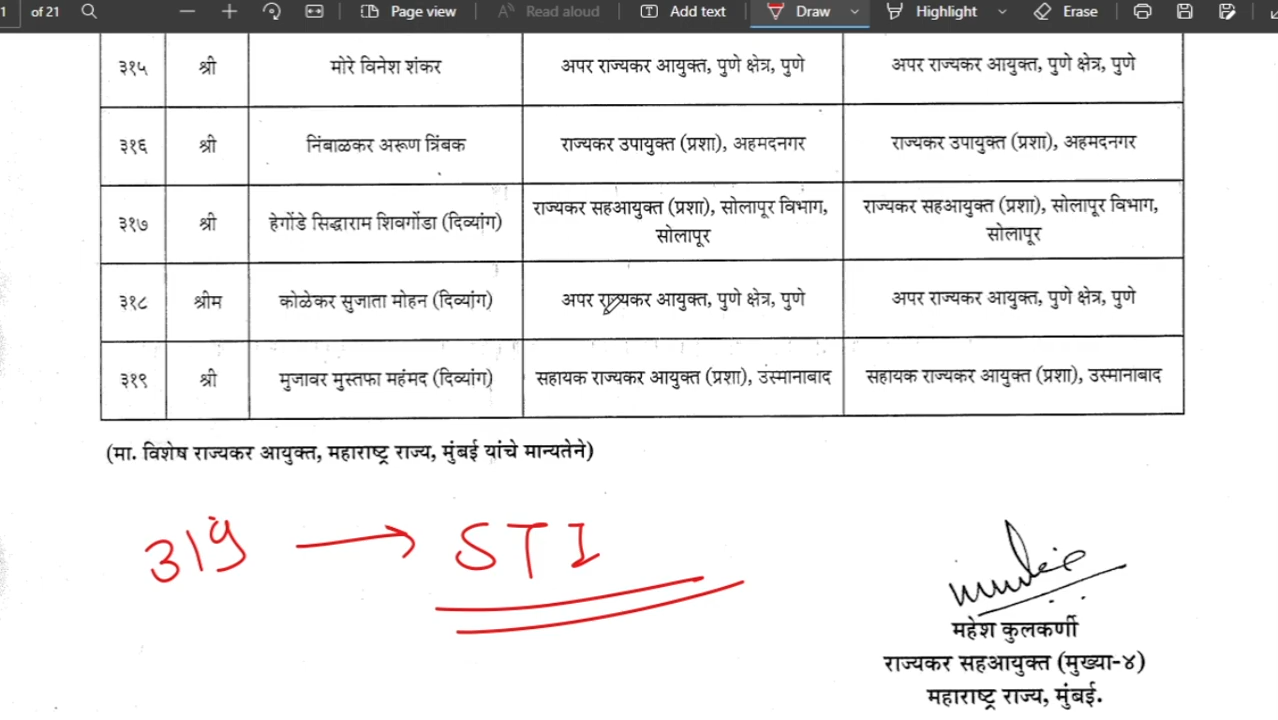 1 of 21 Page view Read aloud Add text Draw Highlight Erase
३१५ श्री मोरे विनेश शंकर अपर राज्यकर आयुक्त, पुणे क्षेत्र, पुणे अपर राज्यकर आयुक्त, पुणे क्षेत्र, पुणे
३१६ श्री निंबाळकर अरूण त्रिंबक राज्यकर उपायुक्त (प्रशा), अहमदनगर राज्यकर उपायुक्त (प्रशा), अहमदनगर
३१७ श्री हेगोंडे सिद्धाराम शिवगोंडा (दिव्यांग) राज्यकर सहआयुक्त (प्रशा), सोलापूर विभाग, राज्यकर सहआयुक्त (प्रशा), सोलापूर विभाग,
सोलापूर सोलापूर
३१८ श्रीम कोळेकर सुजाता मोहन (दिव्यांग) अपर राज्यकर आयुक्त, पुणे क्षेत्र, पुणे अपर राज्यकर आयुक्त, पुणे क्षेत्र, पुणे
३१९ श्री मुजावर मुस्तफा महंमद (दिव्यांग) सहायक राज्यकर आयुक्त (प्रशा), उस्मानाबाद सहायक राज्यकर आयुक्त (प्रशा), उस्मानाबाद
(मा. विशेष राज्यकर आयुक्त, महाराष्ट्र राज्य, मुंबई यांचे मान्यतेने)
319 → STI
महेश कुलकर्णी
राज्यकर सहआयुक्त (मुख्या-४)
महाराष्ट्र राज्य, मुंबई.